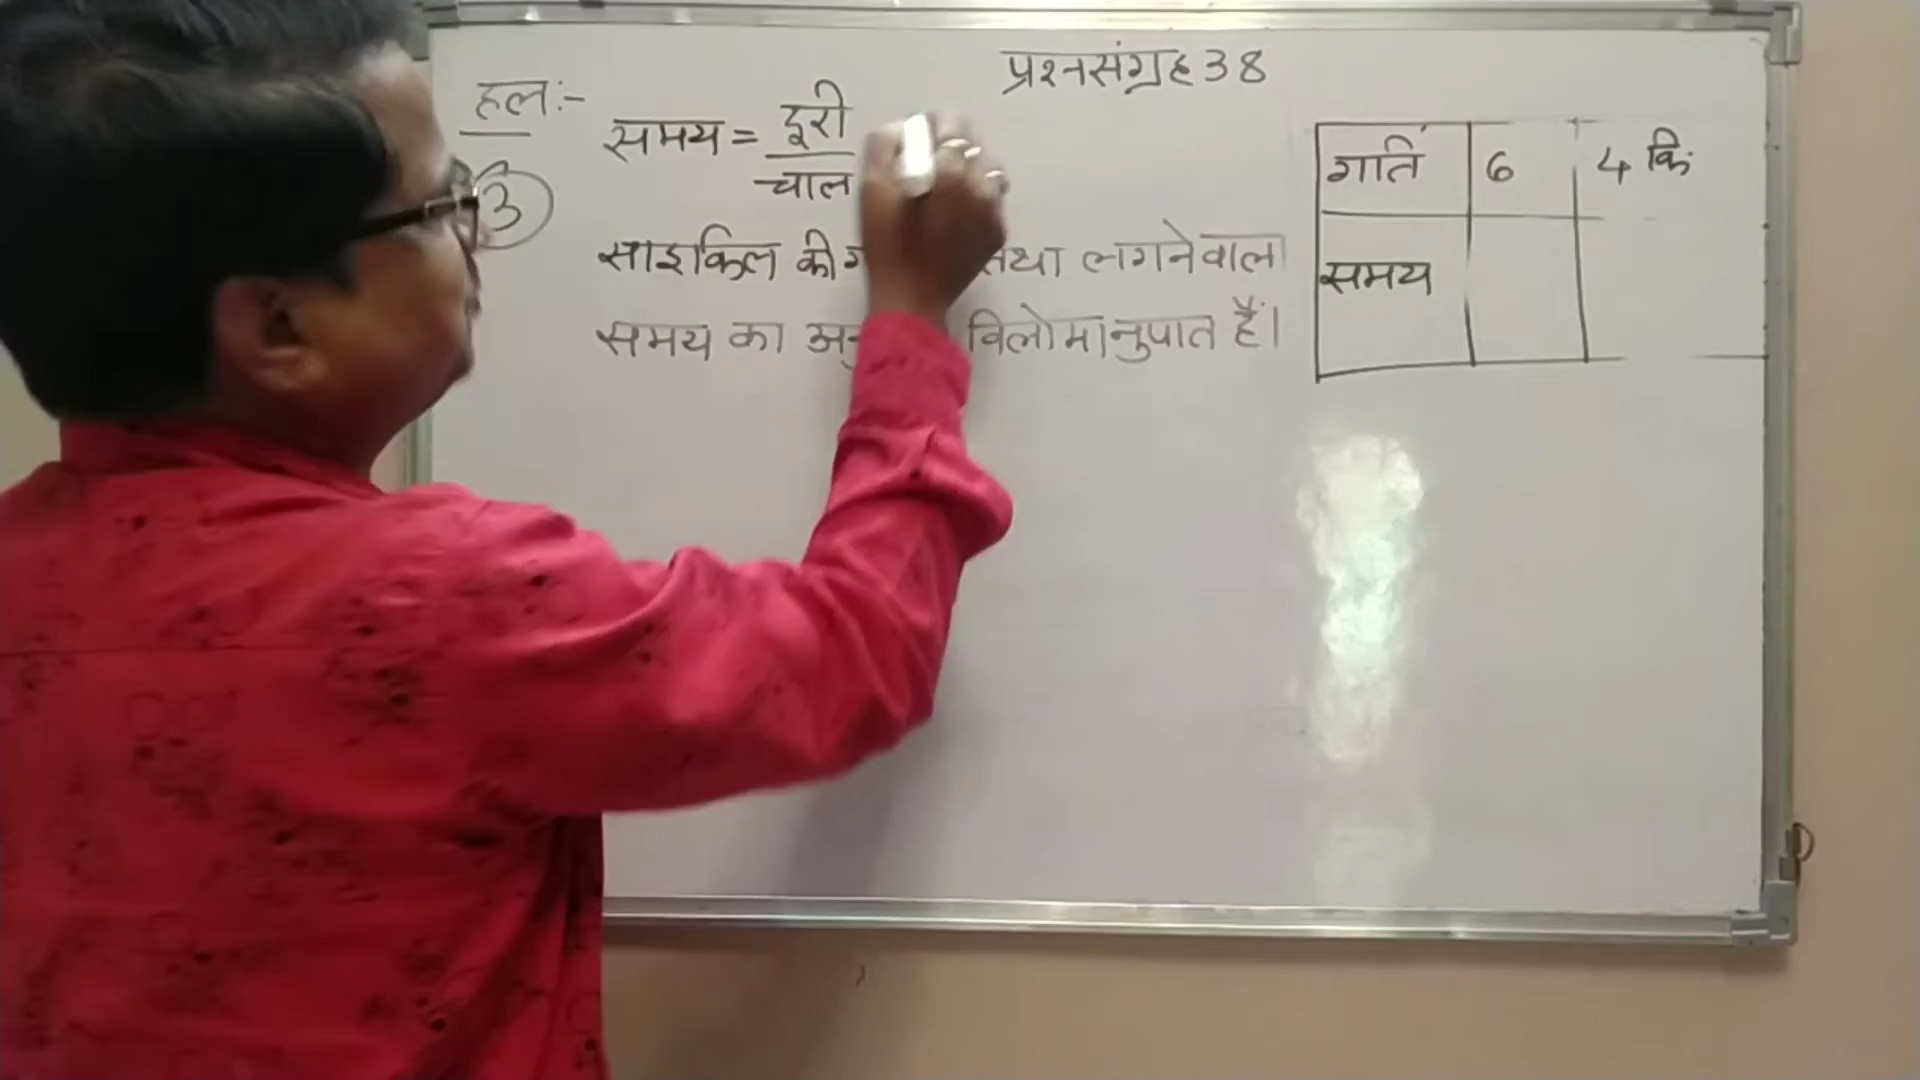 प्रश्नसंग्रह 38
हल:-
समय = दूरी
चाल
3
साइकिल की तथा लगनेवाला
समय का विलोमानुपात हैं।
गति 6 4 कि
समय